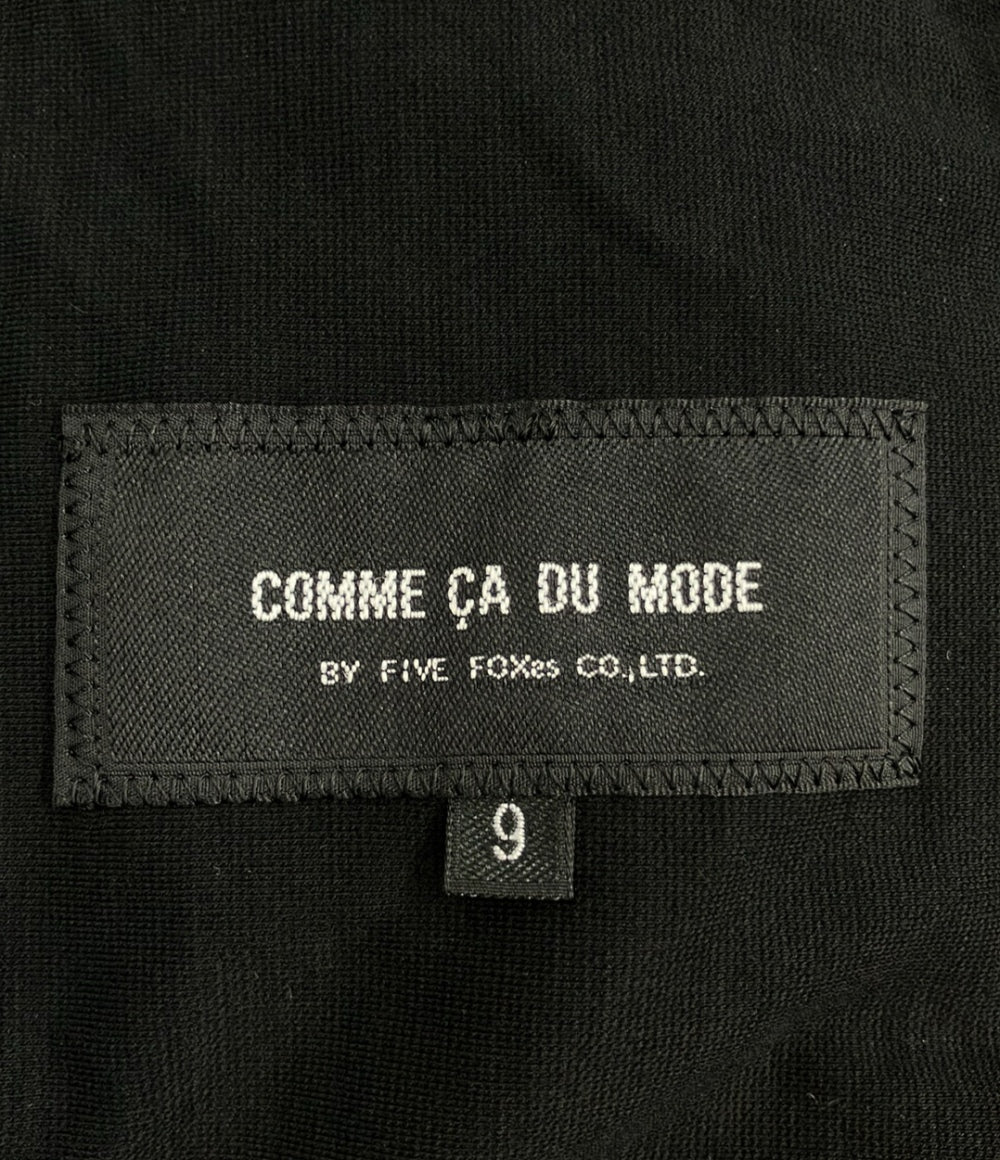 COMME ÇA DU MODE
BY FIVE FOXes CO.,LTD.
9